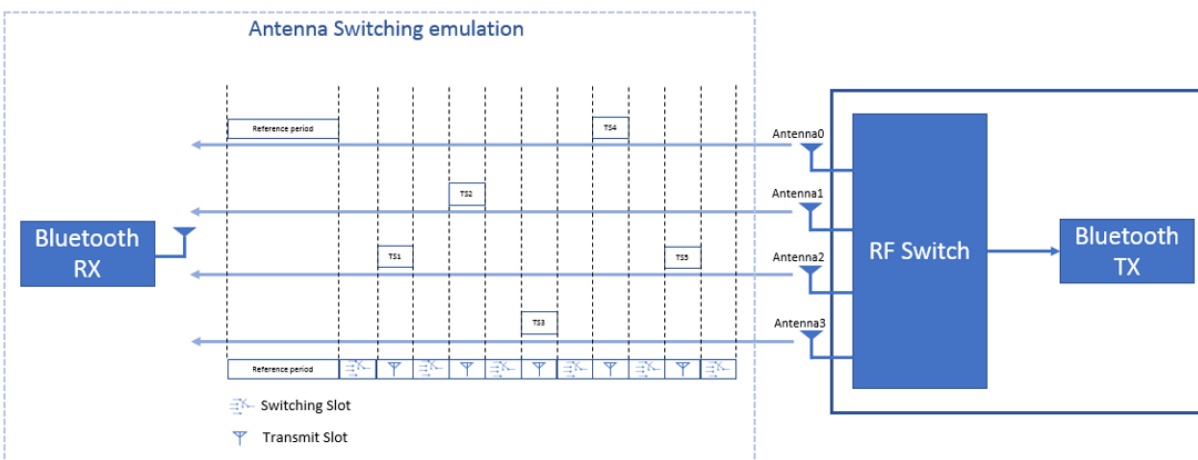 Antenna Switching emulation
Reference period
TS4
Antenna0
TS2
Antenna1
Bluetooth
RX
TS1
TS5
Antenna2
RF Switch
Bluetooth
TX
TS3
Antenna3
Reference period
Switching Slot
Transmit Slot